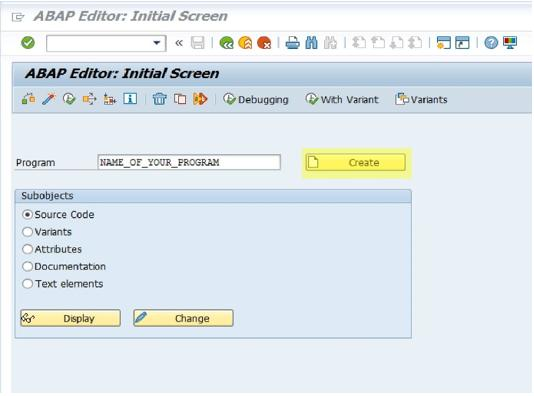 ABAP Editor: Initial Screen
ABAP Editor: Initial Screen
Debugging With Variant Variants
Program NAME_OF_YOUR_PROGRAM Create
Subobjects
Source Code
Variants
Attributes
Documentation
Text elements
Display Change